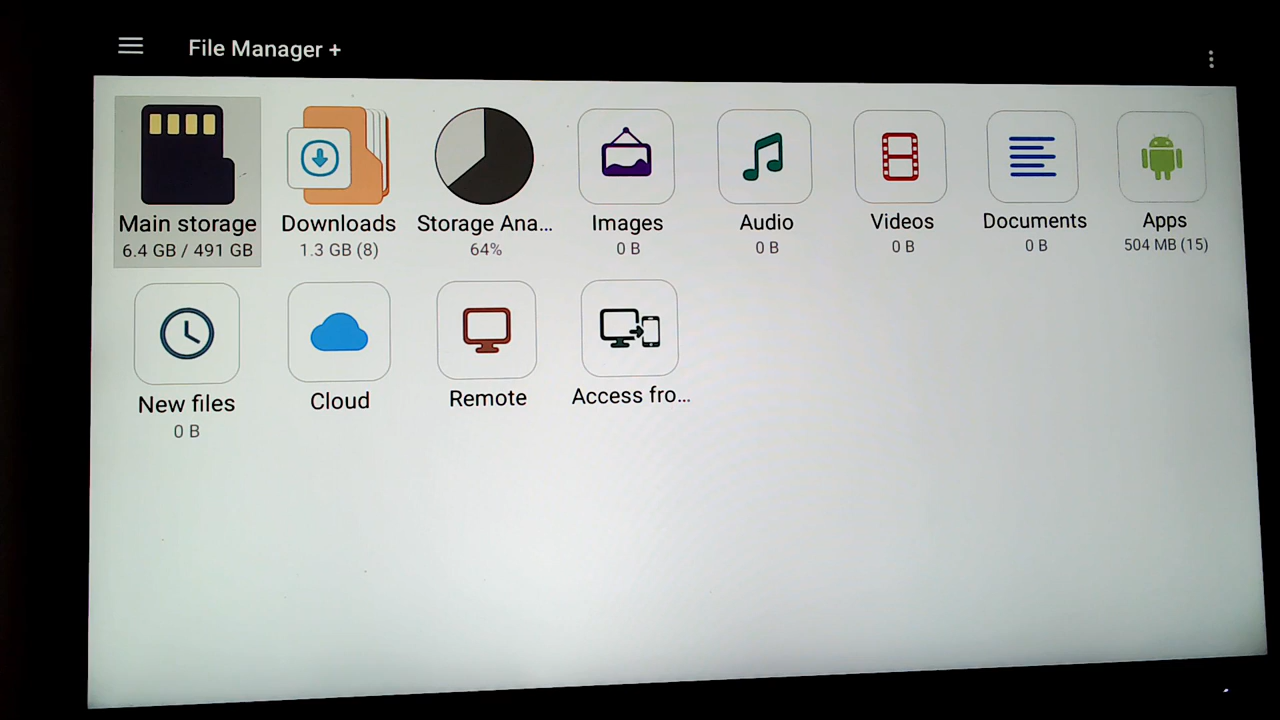 File Manager +
Main storage
6.4 GB / 491 GB
Downloads
1.3 GB (8)
Storage Ana...
64%
Images
0 B
Audio
0 B
Videos
0 B
Documents
0 B
Apps
504 MB (15)
New files
0 B
Cloud
Remote
Access fro...